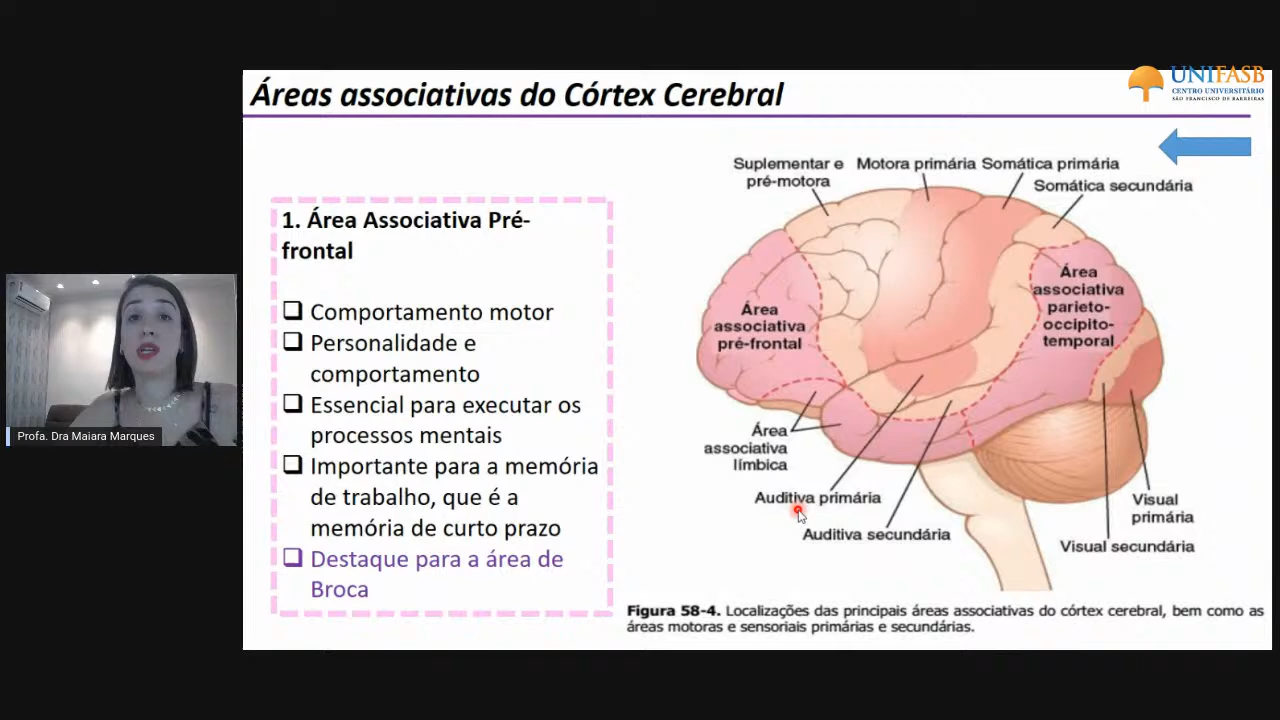 Áreas associativas do Córtex Cerebral
UNIFASB
CENTRO UNIVERSITÁRIO
SÃO FRANCISCO DE BARREIRAS
1. Área Associativa Pré-
frontal
Comportamento motor
Personalidade e
comportamento
Essencial para executar os
processos mentais
Importante para a memória
de trabalho, que é a
memória de curto prazo
Destaque para a área de
Broca
Suplementar e
pré-motora
Motora primária
Somática primária
Somática secundária
Área
associativa
pré-frontal
Área
associativa
parieto-
occipito-
temporal
Área
associativa
límbica
Auditiva primária
Auditiva secundária
Visual
primária
Visual secundária
Figura 58-4. Localizações das principais áreas associativas do córtex cerebral, bem como as
áreas motoras e sensoriais primárias e secundárias.
Profa. Dra Maiara Marques